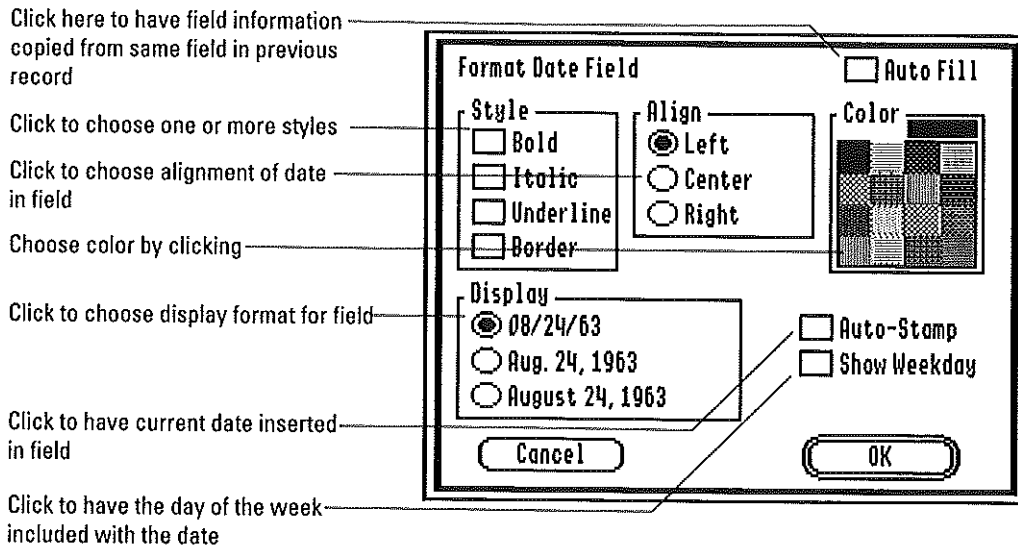 Click here to have field information
copied from same field in previous
record
Click to choose one or more styles
Click to choose alignment of date
in field
Choose color by clicking
Click to choose display format for field
Click to have current date inserted
in field
Click to have the day of the week
included with the date
Format Date Field
Auto Fill
Style
Bold
Italic
Underline
Border
Align
Left
Center
Right
Color
Display
08/24/63
Aug. 24, 1963
August 24, 1963
Auto-Stamp
Show Weekday
Cancel
OK